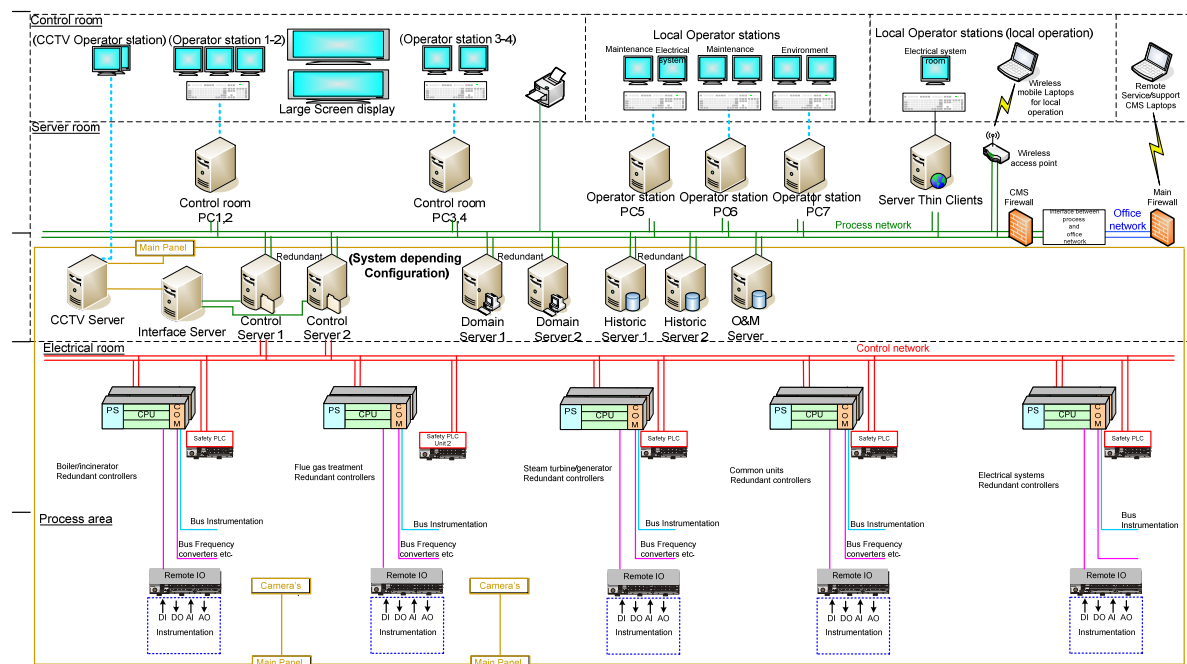 Control room
(CCTV Operator station)
(Operator station 1-2)
Large Screen display
(Operator station 3-4)
Local Operator stations
Maintenance
Electrical
system
Maintenance
Environment
Local Operator stations (local operation)
Electrical system
room
Wireless
mobile Laptops
for local
operation
Remote
Service/support
CMS Laptops
Server room
Control room
PC1,2
Control room
PC3,4
Operator station
PC5
Operator station
PC6
Operator station
PC7
Server Thin Clients
Wireless
access point
CMS
Firewall
Interface between
process
and
office
network
Office
network
Main
Firewall
Process network
Main Panel
Redundant
(System depending
Configuration)
Redundant
Redundant
CCTV Server
Interface Server
Control
Server 1
Control
Server 2
Domain
Server 1
Domain
Server 2
Historic
Server 1
Historic
Server 2
O&M
Server
Electrical room
Control network
PS
CPU
COM
Safety PLC
Boiler/incinerator
Redundant controllers
PS
CPU
COM
Safety PLC
Unit 2
Flue gas treatment
Redundant controllers
PS
CPU
COM
Safety PLC
Steam turbine/generator
Redundant controllers
PS
CPU
COM
Safety PLC
Common units
Redundant controllers
PS
CPU
COM
Safety PLC
Electrical systems
Redundant controllers
Process area
Bus Instrumentation
Bus Frequency
converters etc-
Bus Instrumentation
Bus Frequency
converters etc-
Bus Instrumentation
Bus Frequency
converters etc-
Bus Instrumentation
Bus Frequency
converters etc-
Bus
Instrumentation
Remote IO
DI DO AI AO
Instrumentation
Camera's
Main Panel
Remote IO
DI DO AI AO
Instrumentation
Camera's
Main Panel
Remote IO
DI DO AI AO
Instrumentation
Remote IO
DI DO AI AO
Instrumentation
Remote IO
DI DO AI AO
Instrumentation